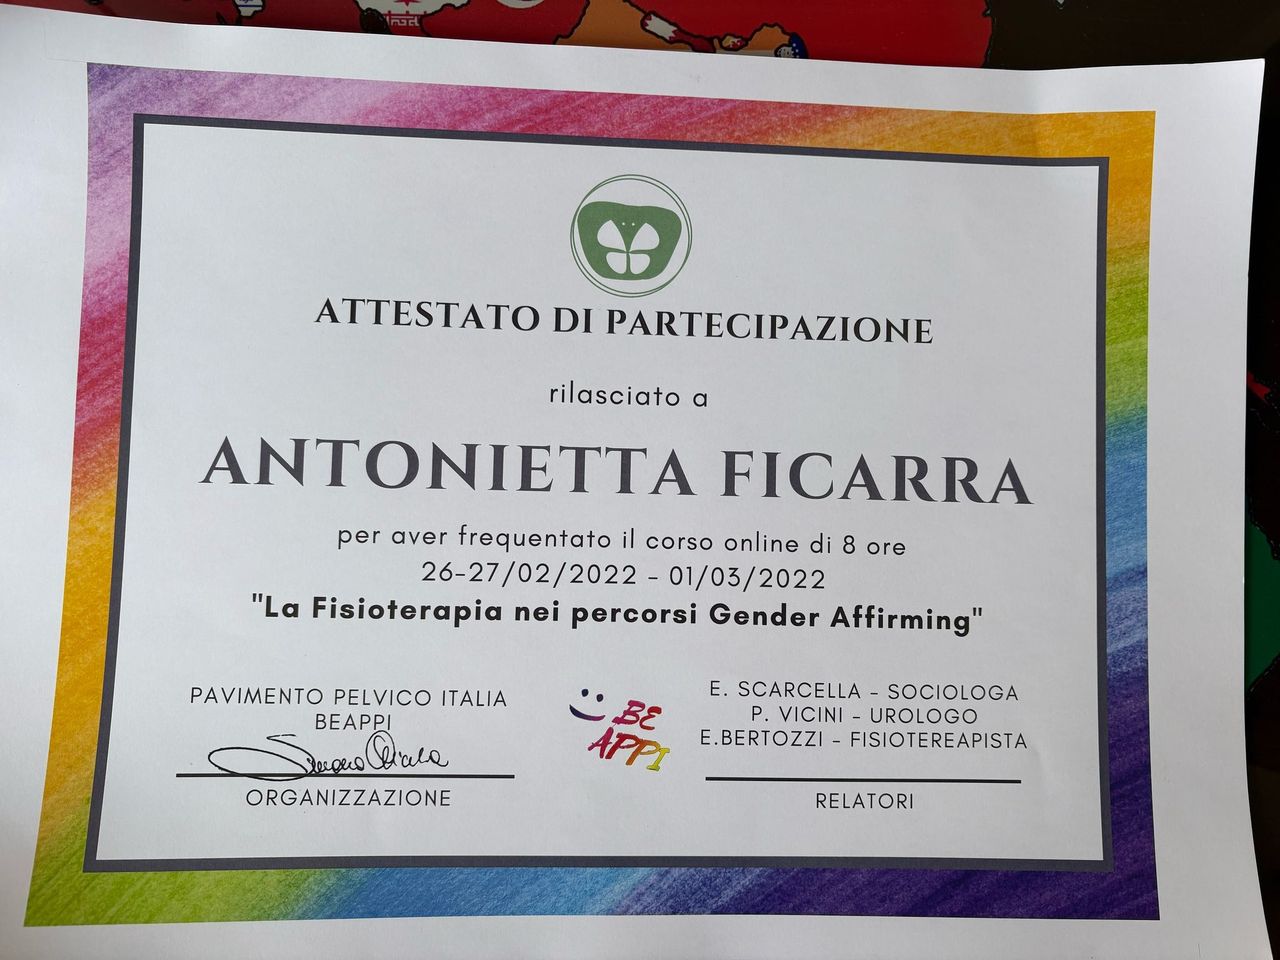 ATTESTATO DI PARTECIPAZIONE
rilasciato a
ANTONIETTA FICARRA
per aver frequentato il corso online di 8 ore
26-27/02/2022 - 01/03/2022
"La Fisioterapia nei percorsi Gender Affirming"
PAVIMENTO PELVICO ITALIA
BEAPPI
ORGANIZZAZIONE
BE
APPI
E. SCARCELLA - SOCIOLOGA
P. VICINI - UROLOGO
E.BERTOZZI - FISIOTEREAPISTA
RELATORI